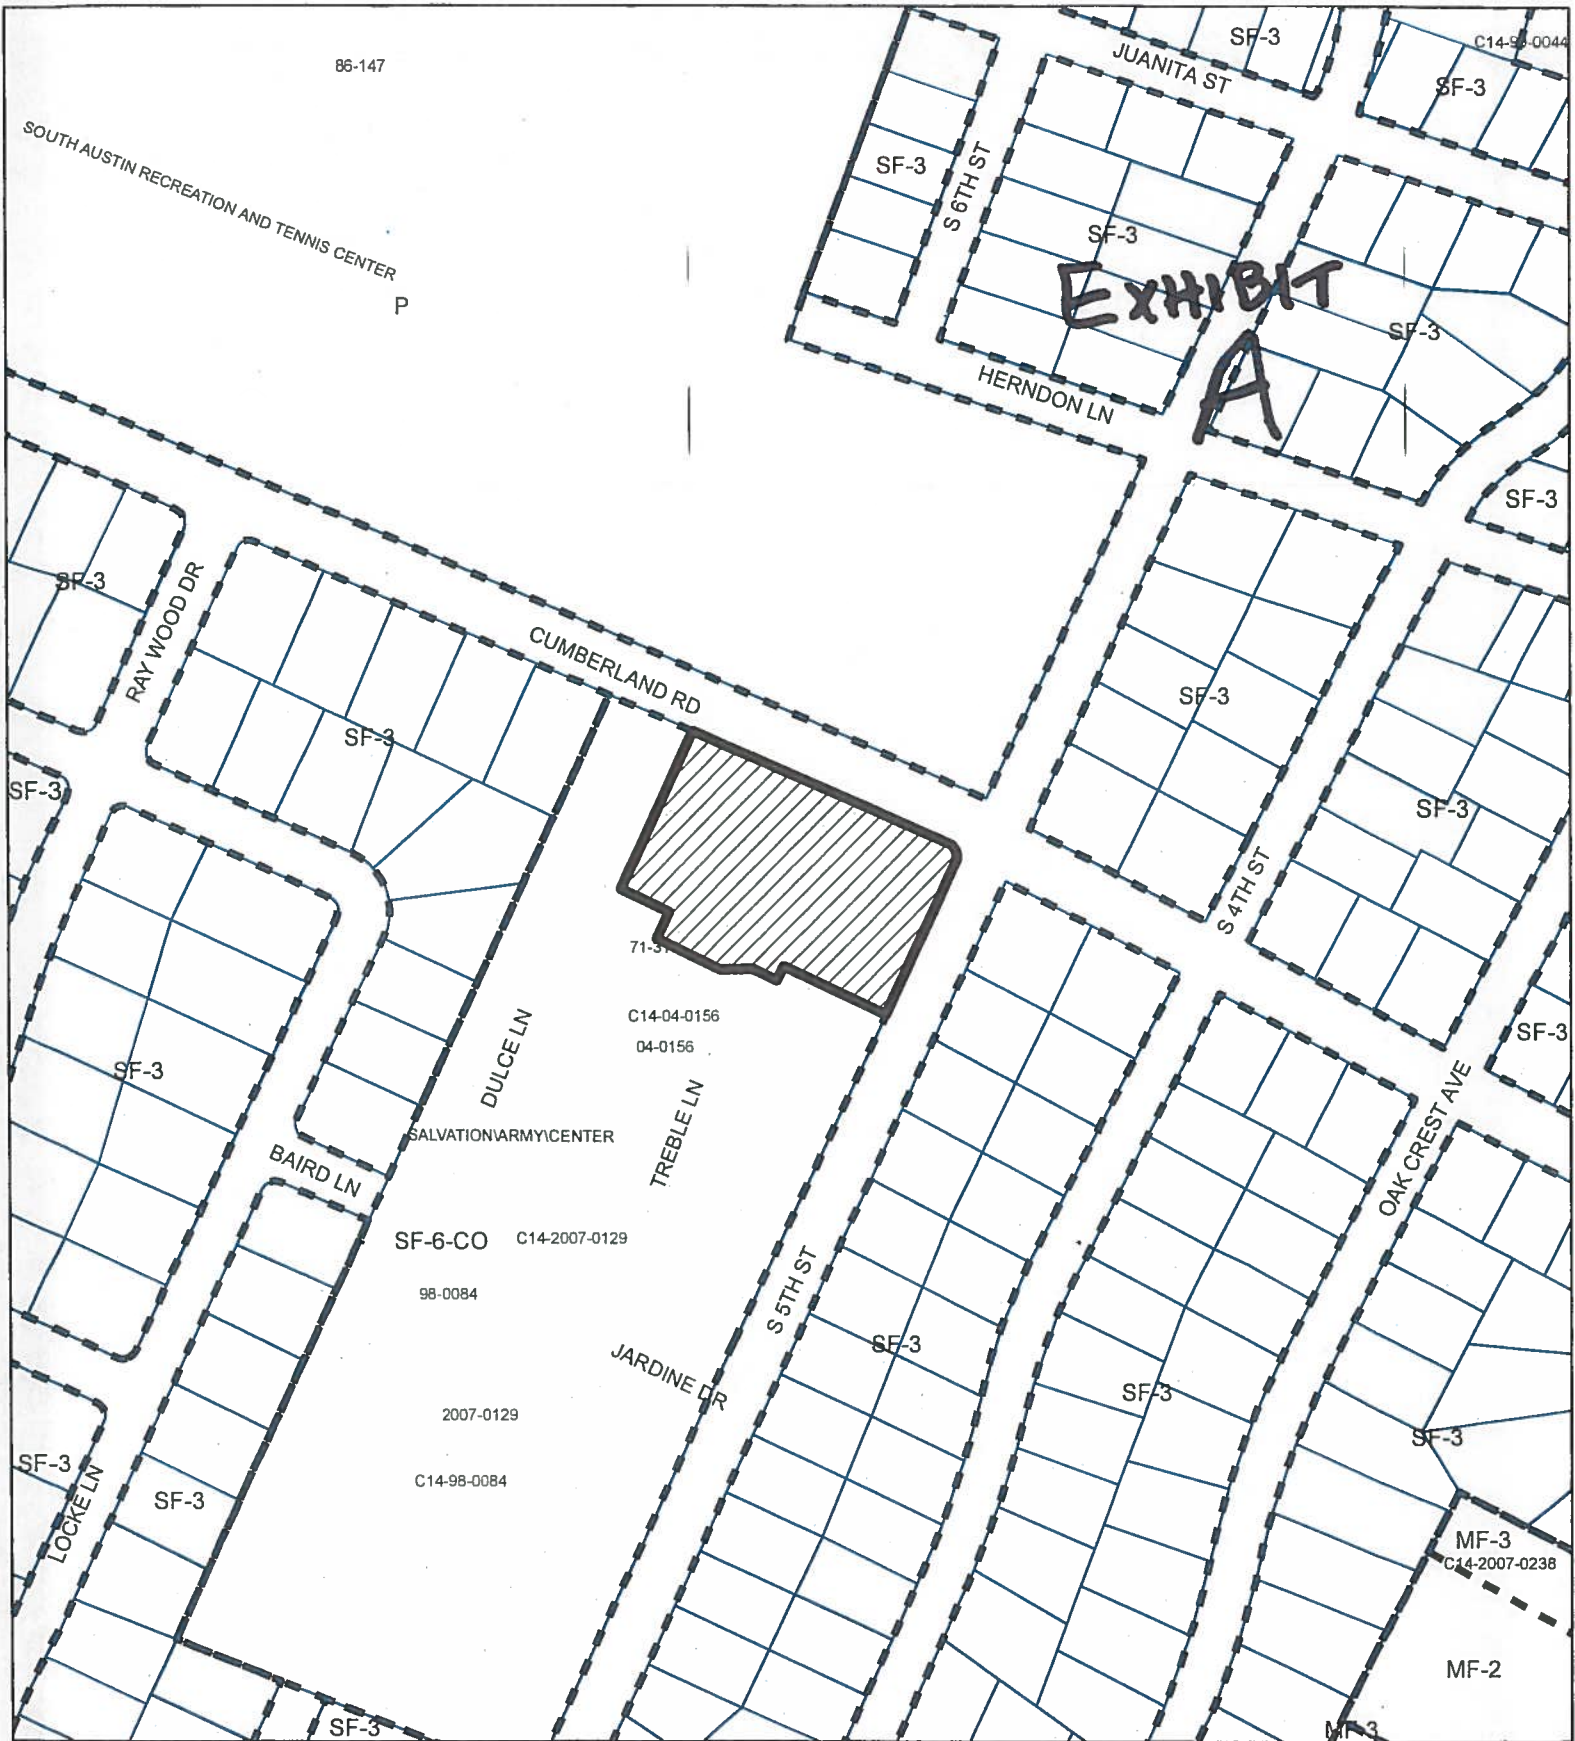 86-147
SOUTH AUSTIN RECREATION AND TENNIS CENTER
P
SF-3
JUANITA ST
SF-3
SF-3
S 6TH ST
SF-3
EXHIBIT
A
SF-3
HERNDON LN
SF-3
SF-3
RAY WOOD DR
CUMBERLAND RD
SF-3
SF-3
SF-3
SF-3
S 4TH ST
C14-04-0156
04-0156
SF-3
SF-3
DULCE LN
TREBLE LN
SALVATION\ARMY\CENTER
BAIRD LN
OAK CREST AVE
SF-6-CO
C14-2007-0129
98-0084
S 5TH ST
SF-3
JARDINE DR
SF-3
2007-0129
SF-3
SF-3
C14-98-0084
SF-3
LOCKE LN
MF-3
C14-2007-0238
MF-2
SF-3
MF-3